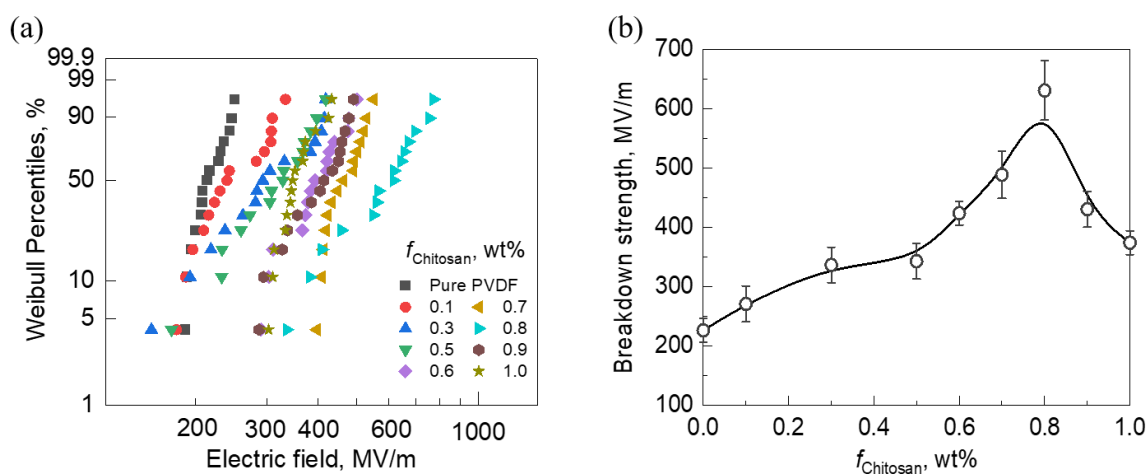 (a)
Weibull Percentiles, %
99.9
99
90
50
10
5
1
200 300 400 600 1000
Electric field, MV/m
fChitosan, wt%
Pure PVDF
0.1 0.7
0.3 0.8
0.5 0.9
0.6 1.0
(b)
Breakdown strength, MV/m
700
600
500
400
300
200
100
0
0.0 0.2 0.4 0.6 0.8 1.0
fChitosan, wt%